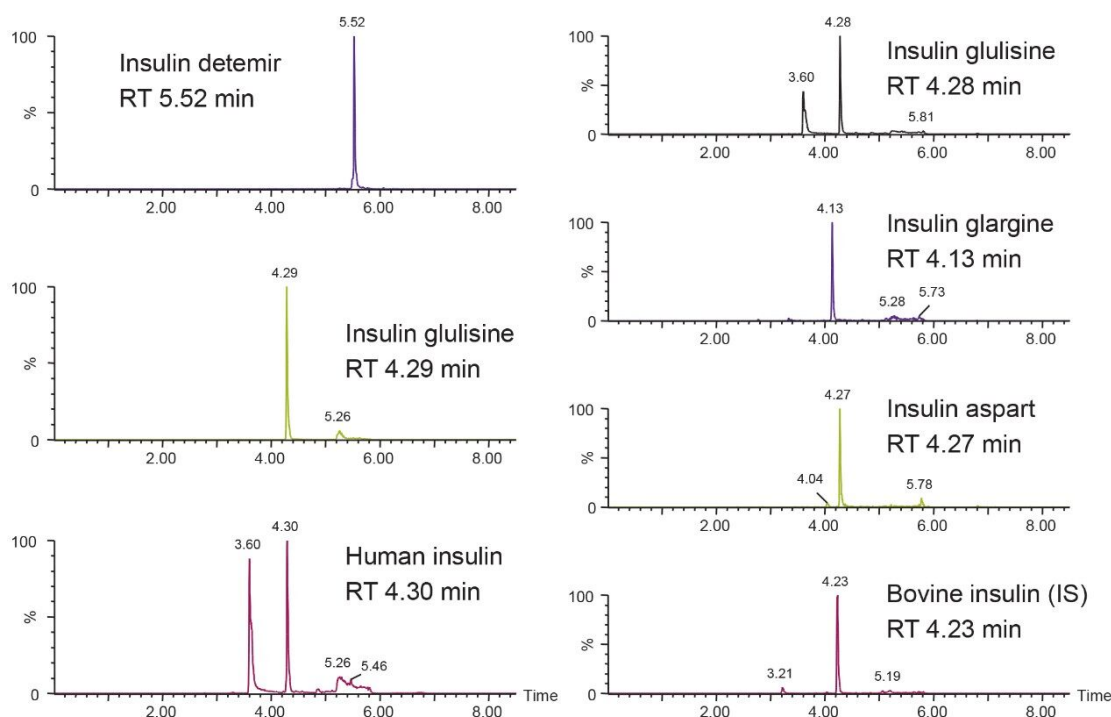 5.52
100
Insulin detemir
RT 5.52 min
%
0
2.00 4.00 6.00 8.00
4.29
100
Insulin glulisine
RT 4.29 min
%
5.26
0
2.00 4.00 6.00 8.00
4.30
100
3.60
Human insulin
RT 4.30 min
%
5.26
5.46
0
2.00 4.00 6.00 8.00
Time
4.28
100
Insulin glulisine
RT 4.28 min
3.60
%
5.81
0
2.00 4.00 6.00 8.00
4.13
100
Insulin glargine
RT 4.13 min
%
5.28
5.73
0
2.00 4.00 6.00 8.00
4.27
100
Insulin aspart
RT 4.27 min
%
4.04
5.78
0
2.00 4.00 6.00 8.00
4.23
100
Bovine insulin (IS)
RT 4.23 min
%
3.21
5.19
0
2.00 4.00 6.00 8.00